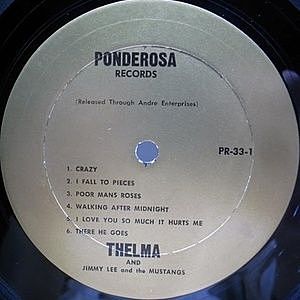 PONDEROSA
RECORDS
(Released Through Andre Enterprises)
PR-33-1
1. CRAZY
2. I FALL TO PIECES
3. POOR MANS ROSES
4. WALKING AFTER MIDNIGHT
5. I LOVE YOU SO MUCH IT HURTS ME
6. THERE HE GOES
THELMA
AND
JIMMY LEE and the MUSTANGS